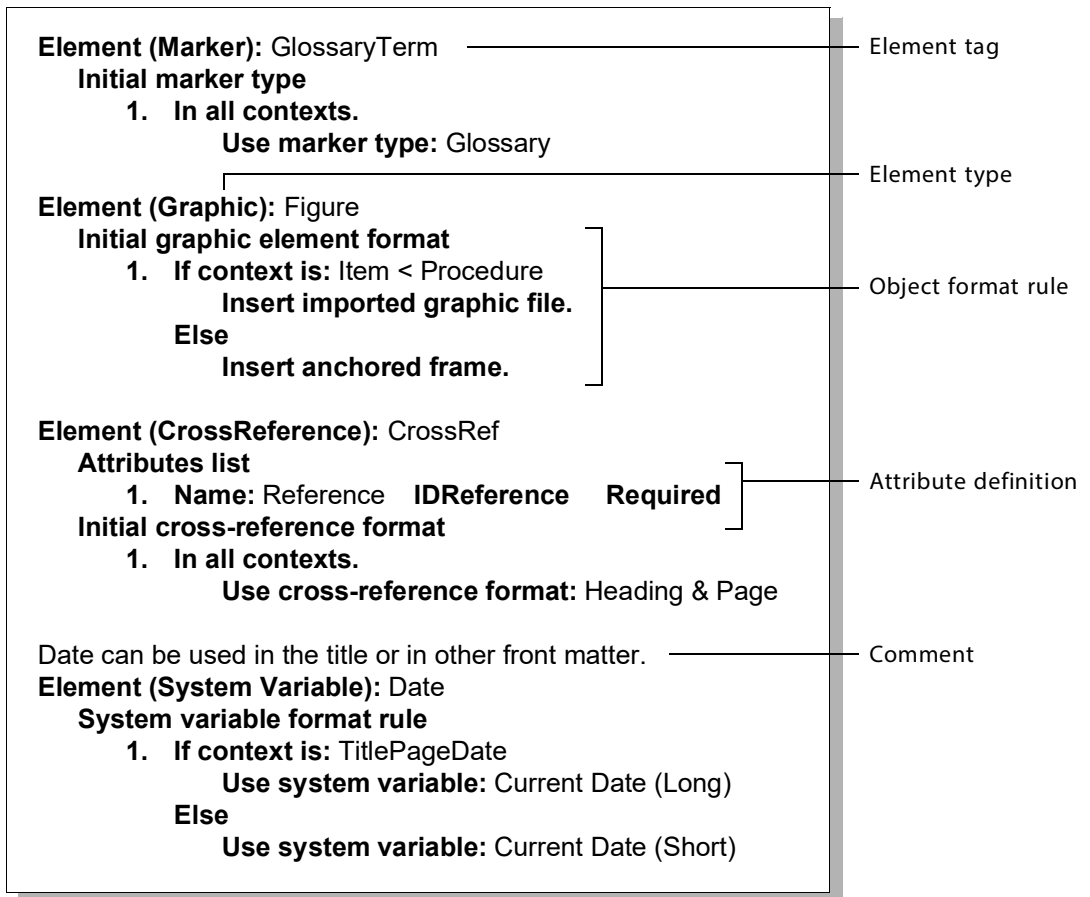 Element (Marker): GlossaryTerm
Element tag
Initial marker type
1. In all contexts.
Use marker type: Glossary
Element type
Element (Graphic): Figure
Initial graphic element format
1. If context is: Item < Procedure
Object format rule
Insert imported graphic file.
Else
Insert anchored frame.
Element (CrossReference): CrossRef
Attributes list
1. Name: Reference IDReference Required
Attribute definition
Initial cross-reference format
1. In all contexts.
Use cross-reference format: Heading & Page
Date can be used in the title or in other front matter.
Comment
Element (System Variable): Date
System variable format rule
1. If context is: TitlePageDate
Use system variable: Current Date (Long)
Else
Use system variable: Current Date (Short)